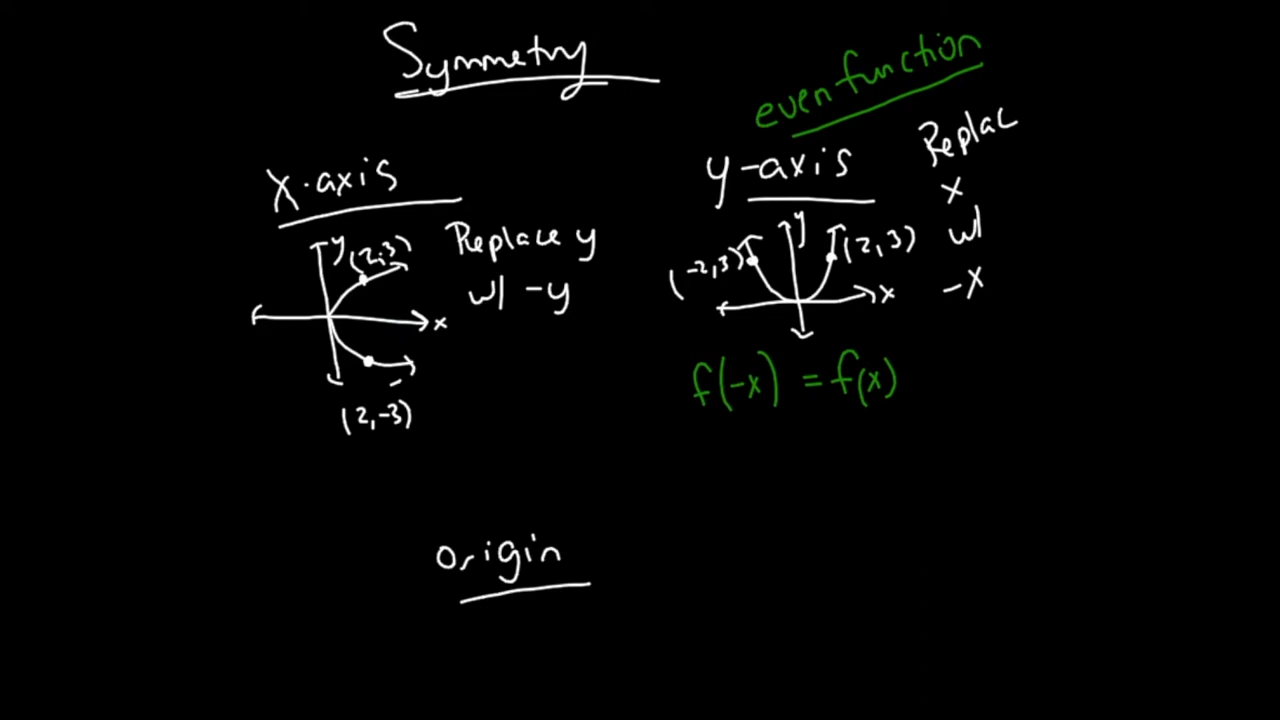 Symmetry
even function
x-axis
Replace y
w/ -y
y
(2,3)
x
(2,-3)
y-axis
Replac
x
w/
-x
y
(-2,3)
(2,3)
x
f(-x) = f(x)
origin